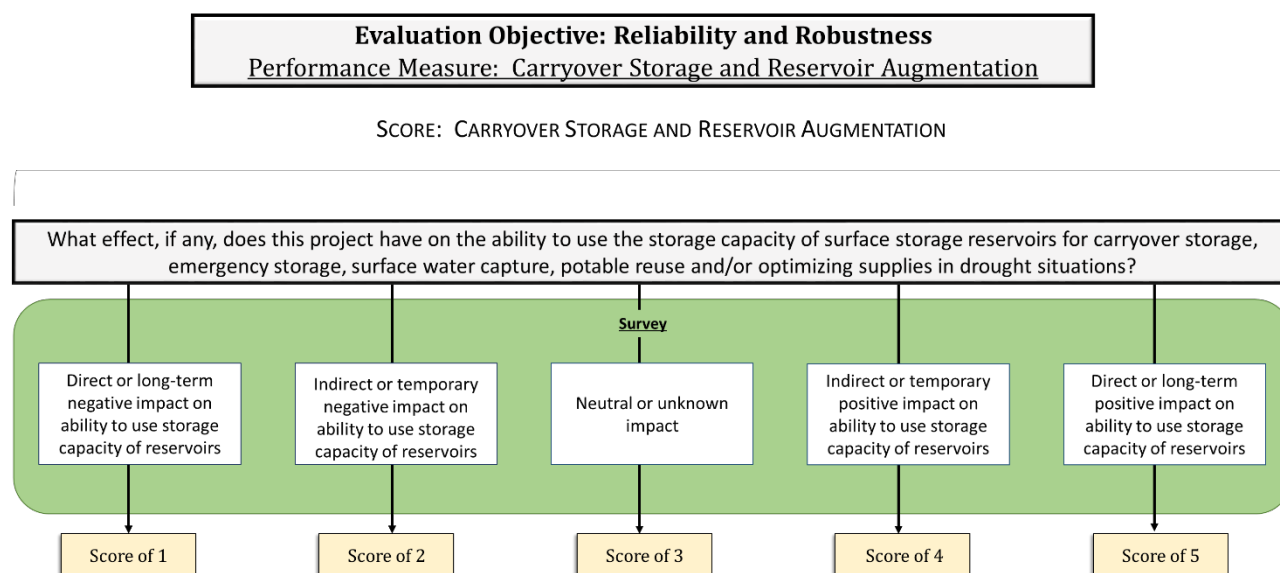 Evaluation Objective: Reliability and Robustness
Performance Measure: Carryover Storage and Reservoir Augmentation
SCORE: CARRYOVER STORAGE AND RESERVOIR AUGMENTATION
What effect, if any, does this project have on the ability to use the storage capacity of surface storage reservoirs for carryover storage,
emergency storage, surface water capture, potable reuse and/or optimizing supplies in drought situations?
Survey
Direct or long-term
negative impact on
ability to use storage
capacity of reservoirs
Indirect or temporary
negative impact on
ability to use storage
capacity of reservoirs
Neutral or unknown
impact
Indirect or temporary
positive impact on
ability to use storage
capacity of reservoirs
Direct or long-term
positive impact on
ability to use storage
capacity of reservoirs
Score of 1
Score of 2
Score of 3
Score of 4
Score of 5